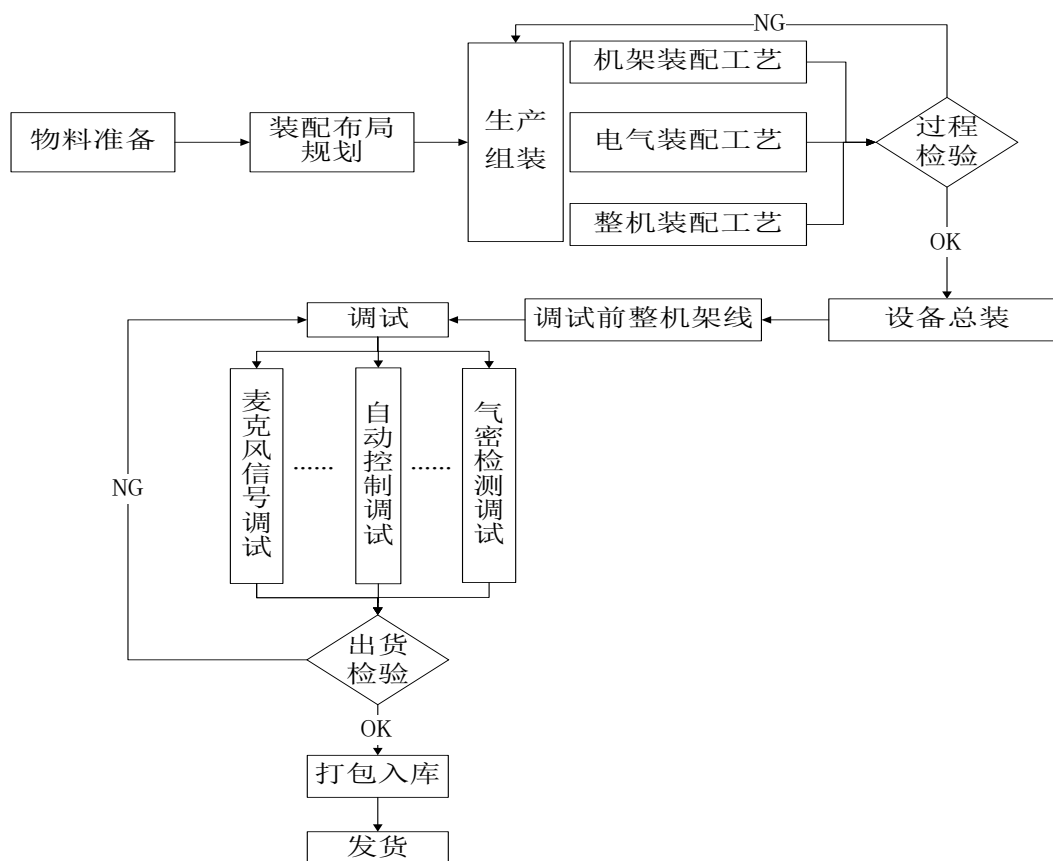 NG
机架装配工艺
物料准备
装配布局
规划
生产
组装
电气装配工艺
过程
检验
整机装配工艺
OK
调试
调试前整机架线
设备总装
麦克风信号调试
……
自动控制调试
……
气密检测调试
NG
出货
检验
OK
打包入库
发货